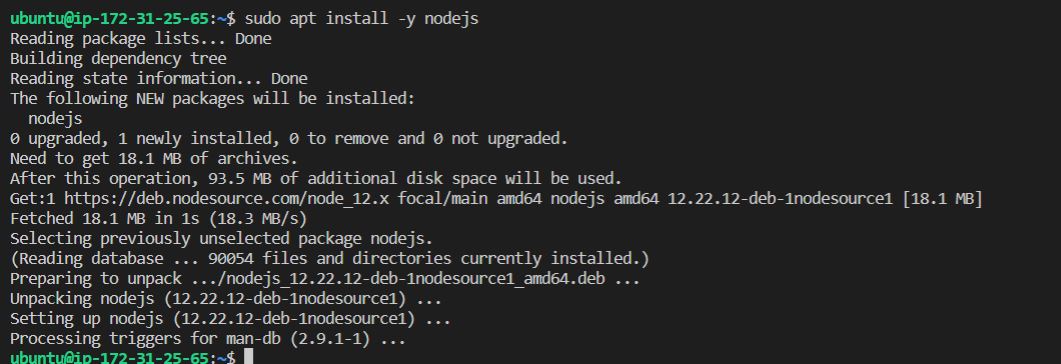 ubuntu@ip-172-31-25-65:~$ sudo apt install -y nodejs
Reading package lists... Done
Building dependency tree
Reading state information... Done
The following NEW packages will be installed:
  nodejs
0 upgraded, 1 newly installed, 0 to remove and 0 not upgraded.
Need to get 18.1 MB of archives.
After this operation, 93.5 MB of additional disk space will be used.
Get:1 https://deb.nodesource.com/node_12.x focal/main amd64 nodejs amd64 12.22.12-deb-1nodesource1 [18.1 MB]
Fetched 18.1 MB in 1s (18.3 MB/s)
Selecting previously unselected package nodejs.
(Reading database ... 90054 files and directories currently installed.)
Preparing to unpack .../nodejs_12.22.12-deb-1nodesource1_amd64.deb ...
Unpacking nodejs (12.22.12-deb-1nodesource1) ...
Setting up nodejs (12.22.12-deb-1nodesource1) ...
Processing triggers for man-db (2.9.1-1) ...
ubuntu@ip-172-31-25-65:~$